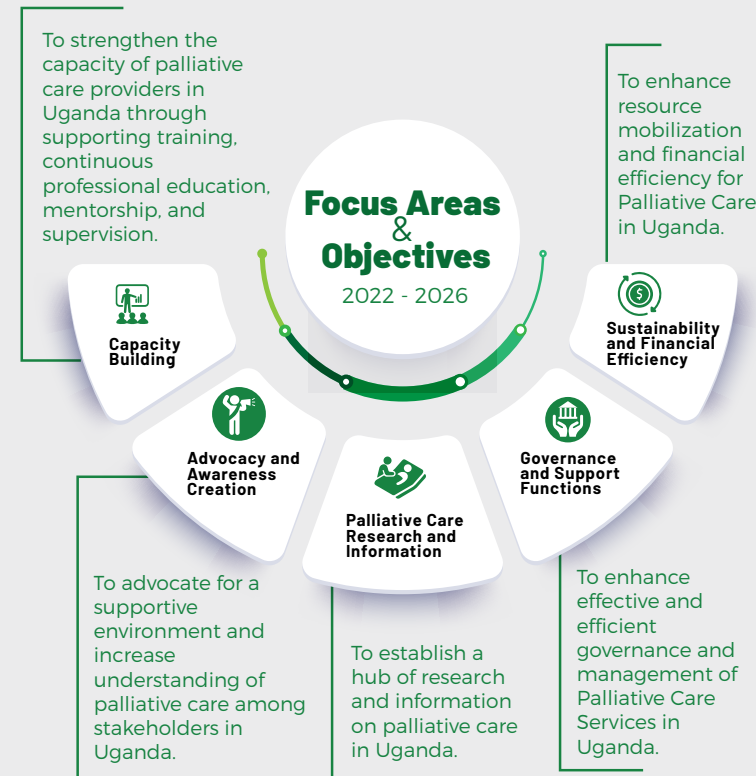 Focus Areas
&
Objectives
2022 - 2026
To strengthen the
capacity of palliative
care providers in
Uganda through
supporting training,
continuous
professional education,
mentorship, and
supervision.
Capacity
Building
Advocacy and
Awareness
Creation
To advocate for a
supportive
environment and
increase
understanding of
palliative care among
stakeholders in
Uganda.
Palliative Care
Research and
Information
To establish a
hub of research
and information
on palliative care
in Uganda.
Governance
and Support
Functions
To enhance
effective and
efficient
governance and
management of
Palliative Care
Services in
Uganda.
Sustainability
and Financial
Efficiency
To enhance
resource
mobilization
and financial
efficiency for
Palliative Care
in Uganda.